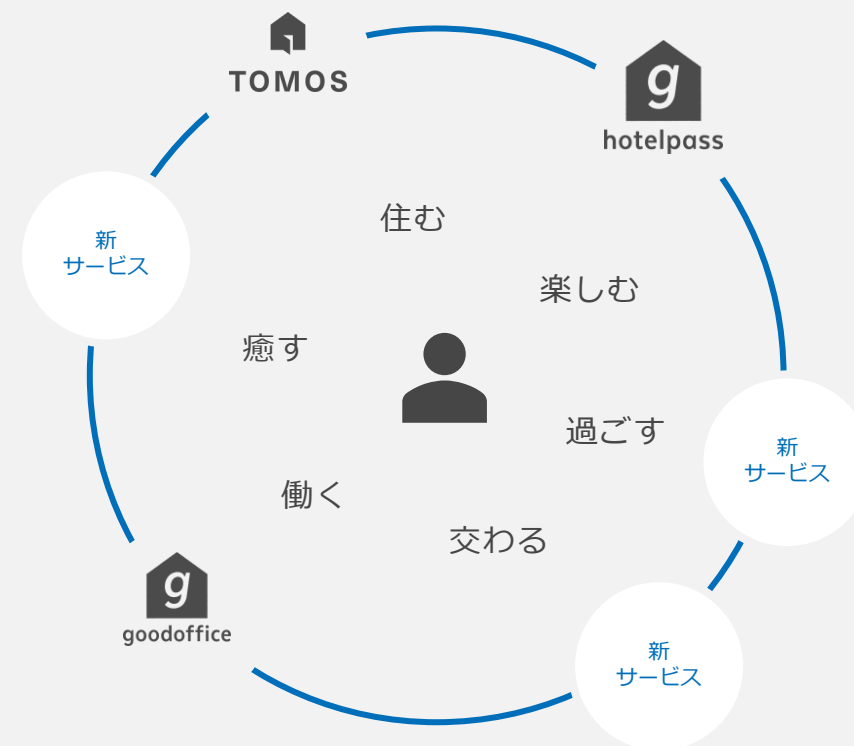 TOMOS
g
hotelpass
新
サービス
住む
楽しむ
癒す
過ごす
働く
交わる
新
サービス
g
goodoffice
新
サービス